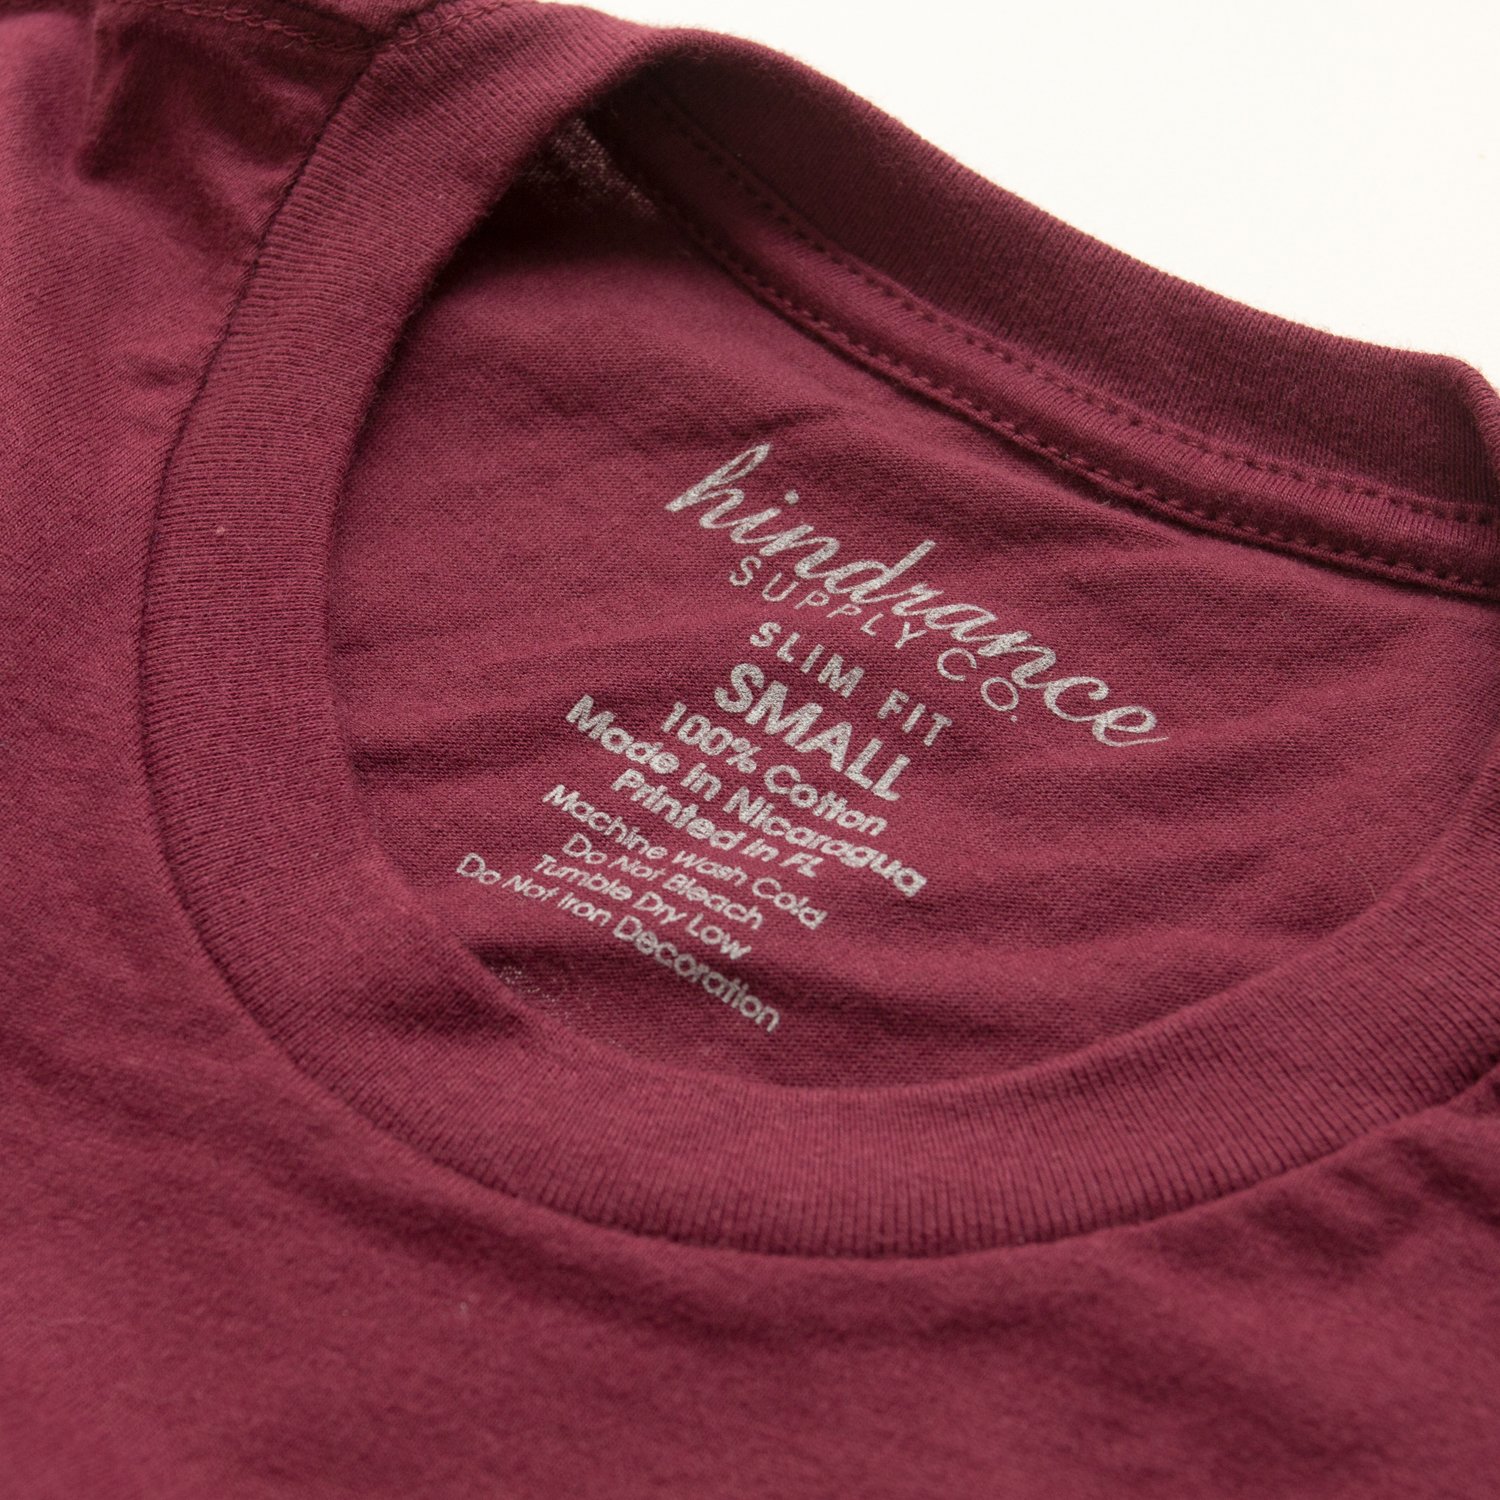 hindrance
SUPPLY CO.
SLIM FIT
SMALL
100% Cotton
Made In Nicaragua
Printed In FL
Machine Wash Cold
Do Not Bleach
Tumble Dry Low
Do Not Iron Decoration